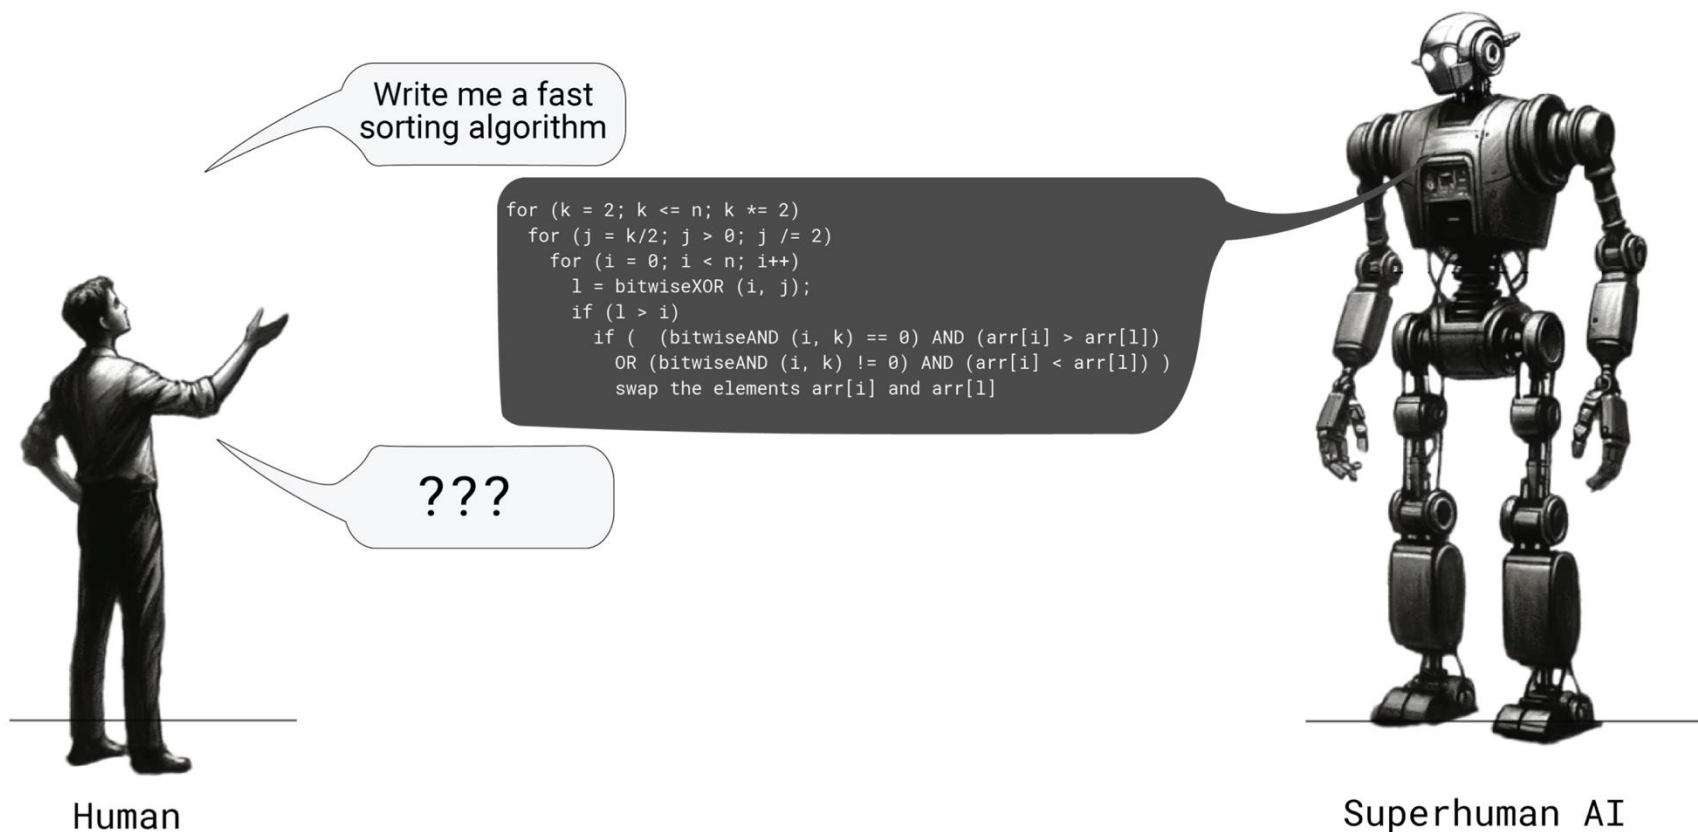 Write me a fast
sorting algorithm
for (k = 2; k <= n; k *= 2)
for (j = k/2; j > 0; j /= 2)
for (i = 0; i < n; i++)
l = bitwiseXOR (i, j);
if (l > i)
if (  (bitwiseAND (i, k) == 0) AND (arr[i] > arr[l])
OR (bitwiseAND (i, k) != 0) AND (arr[i] < arr[l]) )
swap the elements arr[i] and arr[l]
???
Human
Superhuman AI